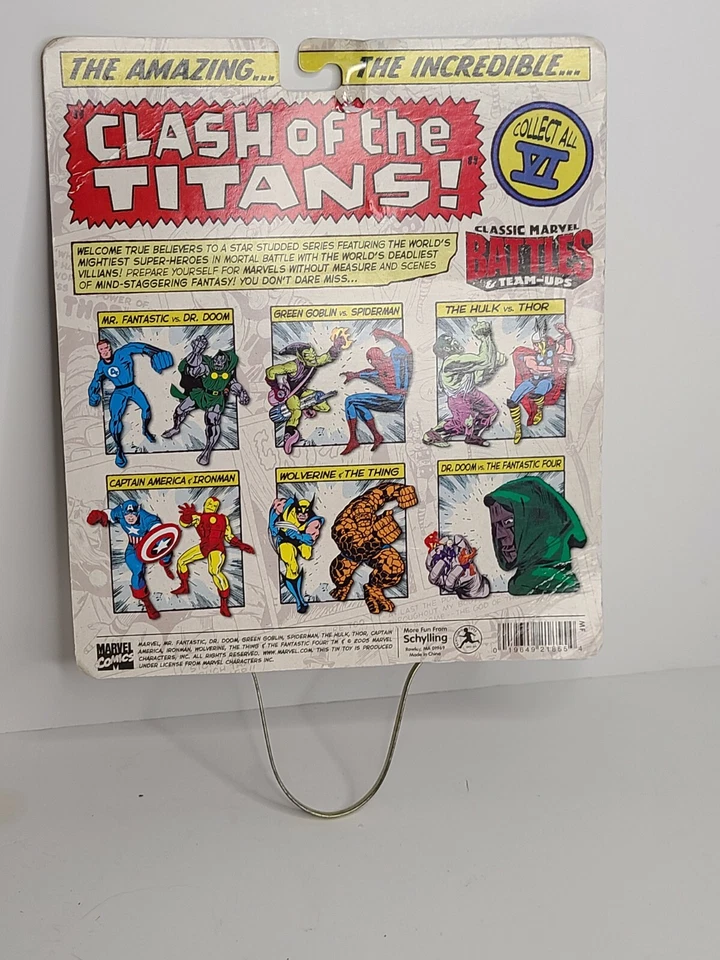 THE AMAZING...
THE INCREDIBLE...
"CLASH OF the
TITANS!"
COLLECT ALL
VI
CLASSIC MARVEL
BATTLES
& TEAM-UPS
WELCOME TRUE BELIEVERS TO A STAR STUDDED SERIES FEATURING THE WORLD'S
MIGHTIEST SUPER-HEROES IN MORTAL BATTLE WITH THE WORLD'S DEADLIEST
VILLIANS! PREPARE YOURSELF FOR MARVELS WITHOUT MEASURE AND SCENES
OF MIND-STAGGERING FANTASY! YOU DON'T DARE MISS...
MR. FANTASTIC vs. DR. DOOM
GREEN GOBLIN vs. SPIDERMAN
THE HULK vs. THOR
CAPTAIN AMERICA & IRONMAN
WOLVERINE & THE THING
DR. DOOM vs. THE FANTASTIC FOUR
MARVEL
COMICS
MARVEL, MR. FANTASTIC, DR. DOOM, GREEN GOBLIN, SPIDERMAN, THE HULK, THOR, CAPTAIN
AMERICA, IRONMAN, WOLVERINE, THE THING & THE FANTASTIC FOUR: TM & © 2005 MARVEL
CHARACTERS, INC. ALL RIGHTS RESERVED. WWW.MARVEL.COM. THIS TIN TOY IS PRODUCED
UNDER LICENSE FROM MARVEL CHARACTERS INC.
More Fun From
Schylling
Rowley, MA 01969
Made in China
MF